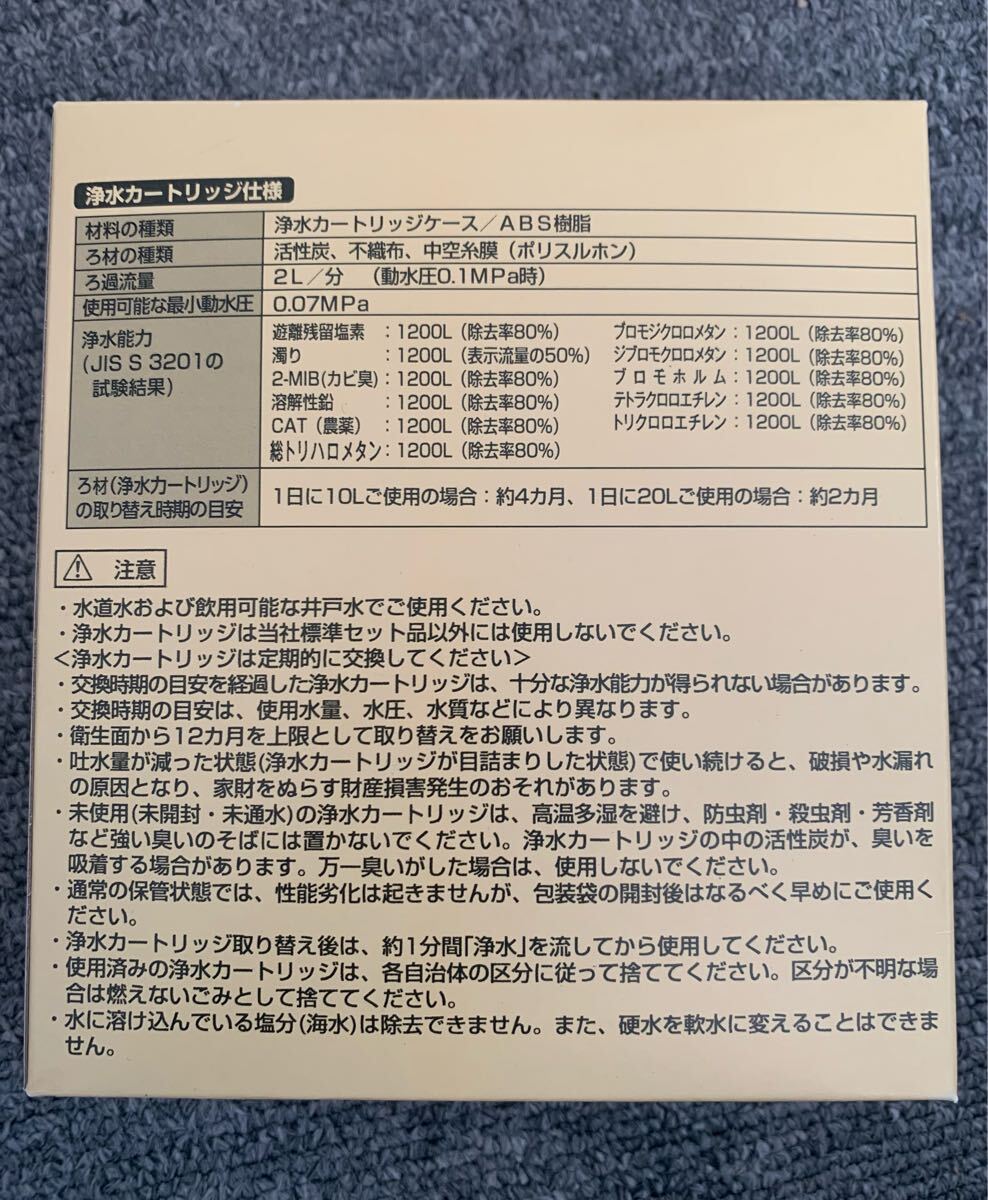 浄水カートリッジ仕様
材料の種類 浄水カートリッジケース/ABS樹脂
ろ材の種類 活性炭、不織布、中空糸膜(ポリスルホン)
ろ過流量 2L/分 (動水圧0.1MPa時)
使用可能な最小動水圧 0.07MPa
浄水能力
(JIS S 3201の
試験結果)
遊離残留塩素 :1200L(除去率80%) ブロモジクロロメタン:1200L(除去率80%)
濁り :1200L(表示流量の50%) ジブロモクロロメタン:1200L(除去率80%)
2-MIB(カビ臭):1200L(除去率80%) ブロモホルム:1200L(除去率80%)
溶解性鉛 :1200L(除去率80%) テトラクロロエチレン:1200L(除去率80%)
CAT(農薬) :1200L(除去率80%) トリクロロエチレン:1200L(除去率80%)
総トリハロメタン:1200L(除去率80%)
ろ材(浄水カートリッジ)
の取り替え時期の目安
1日に10Lご使用の場合:約4カ月、1日に20Lご使用の場合:約2カ月
⚠ 注意
・水道水および飲用可能な井戸水でご使用ください。
・浄水カートリッジは当社標準セット品以外には使用しないでください。
<浄水カートリッジは定期的に交換してください>
・交換時期の目安を経過した浄水カートリッジは、十分な浄水能力が得られない場合があります。
・交換時期の目安は、使用水量、水圧、水質などにより異なります。
・衛生面から12カ月を上限として取り替えをお願いします。
・吐水量が減った状態(浄水カートリッジが目詰まりした状態)で使い続けると、破損や水漏れ
の原因となり、家財をぬらす財産損害発生のおそれがあります。
・未使用(未開封・未通水)の浄水カートリッジは、高温多湿を避け、防虫剤・殺虫剤・芳香剤
など強い臭いのそばには置かないでください。浄水カートリッジの中の活性炭が、臭いを
吸着する場合があります。万一臭いがした場合は、使用しないでください。
・通常の保管状態では、性能劣化は起きませんが、包装袋の開封後はなるべく早めにご使用く
ださい。
・浄水カートリッジ取り替え後は、約1分間「浄水」を流してから使用してください。
・使用済みの浄水カートリッジは、各自治体の区分に従って捨ててください。区分が不明な場
合は燃えないごみとして捨ててください。
・水に溶け込んでいる塩分(海水)は除去できません。また、硬水を軟水に変えることはできま
せん。